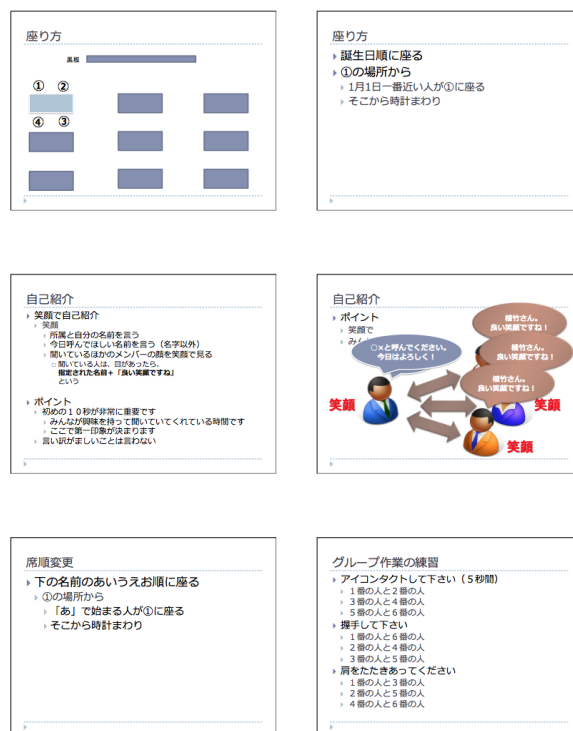 座り方
黒板
① ②
④ ③
座り方
誕生日順に座る
①の場所から
1月1日一番近い人が①に座る
そこから時計まわり
自己紹介
笑顔で自己紹介
笑顔
所属と自分の名前を言う
今日呼んでほしい名前を言う（名字以外）
聞いているほかのメンバーの顔を笑顔で見る
聞いている人は、目があったら、
指定された名前+「良い笑顔ですね」
という
ポイント
初めの１０秒が非常に重要です
みんなが興味を持って聞いていてくれている時間です
ここで第一印象が決まります
言い訳がましいことは言わない
自己紹介
ポイント
笑顔で
みん
○×と呼んでください。
今日はよろしく！
植竹さん。
良い笑顔ですね！
植竹さん。
良い笑顔ですね！
植竹さん。
良い笑顔ですね！
笑顔
笑顔
笑顔
席順変更
下の名前のあいうえお順に座る
①の場所から
「あ」で始まる人が①に座る
そこから時計まわり
グループ作業の練習
アイコンタクトして下さい（５秒間）
１番の人と２番の人
３番の人と４番の人
５番の人と６番の人
握手して下さい
１番の人と６番の人
２番の人と４番の人
３番の人と５番の人
肩をたたきあってください
１番の人と３番の人
２番の人と５番の人
４番の人と６番の人